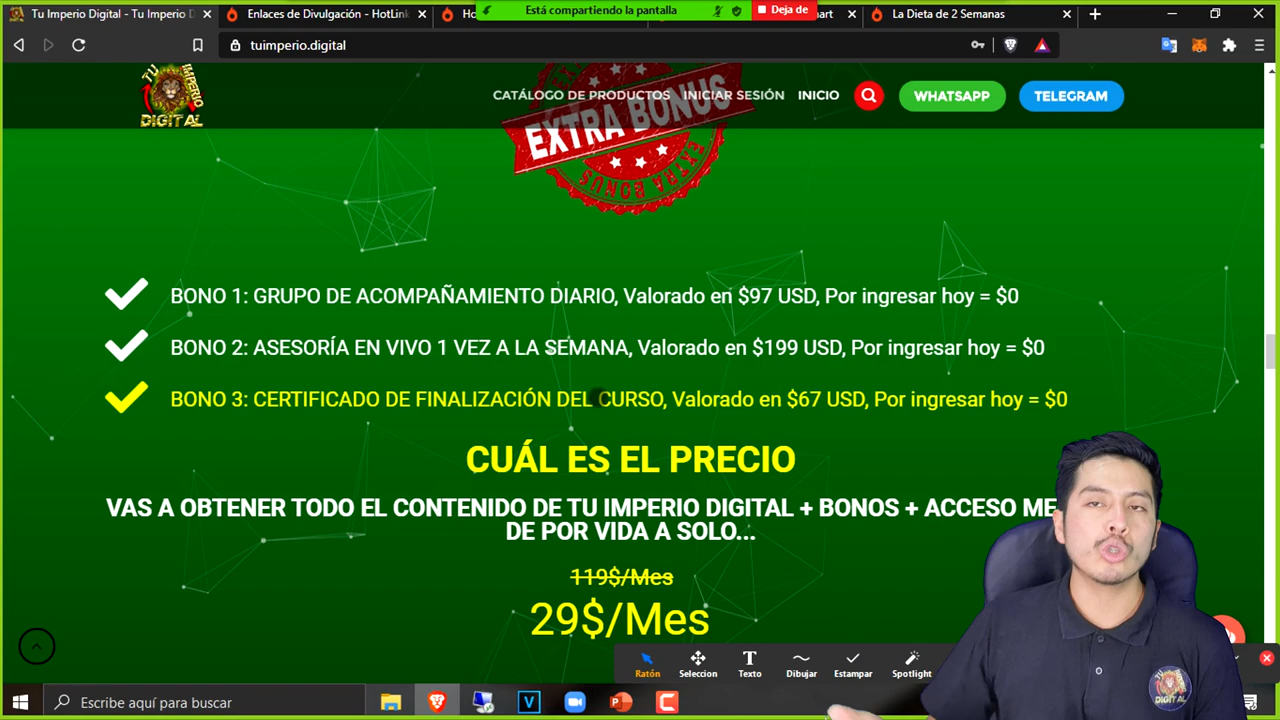 Tu Imperio Digital - Tu Imperio D
Enlaces de Divulgación - HotLink
Está compartiendo la pantalla
Deja de
La Dieta de 2 Semanas
tuimperio.digital
TU IMPERIO
DIGITAL
CATÁLOGO DE PRODUCTOS
INICIAR SESIÓN
INICIO
WHATSAPP
TELEGRAM
EXTRA BONUS
EXTRA BONUS
BONO 1: GRUPO DE ACOMPAÑAMIENTO DIARIO, Valorado en $97 USD, Por ingresar hoy = $0
BONO 2: ASESORÍA EN VIVO 1 VEZ A LA SEMANA, Valorado en $199 USD, Por ingresar hoy = $0
BONO 3: CERTIFICADO DE FINALIZACIÓN DEL CURSO, Valorado en $67 USD, Por ingresar hoy = $0
CUÁL ES EL PRECIO
VAS A OBTENER TODO EL CONTENIDO DE TU IMPERIO DIGITAL + BONOS + ACCESO ME
DE POR VIDA A SOLO...
119$/Mes
29$/Mes
Ratón
Seleccion
Texto
Dibujar
Estampar
Spotlight
Escribe aquí para buscar